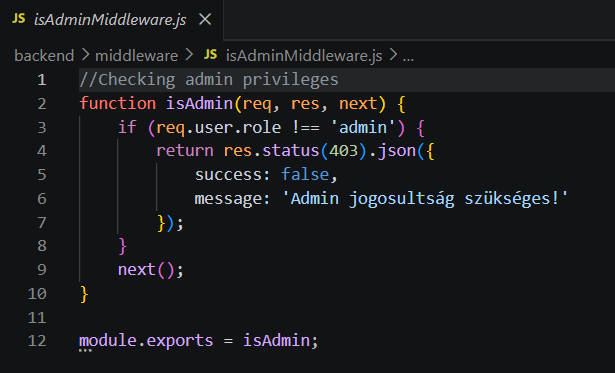 JS isAdminMiddleware.js ×
backend > middleware > JS isAdminMiddleware.js > ...
1 //Checking admin privileges
2 function isAdmin(req, res, next) {
3     if (req.user.role !== 'admin') {
4         return res.status(403).json({
5             success: false,
6             message: 'Admin jogosultság szükséges!'
7         });
8     }
9     next();
10 }
11
12 module.exports = isAdmin;